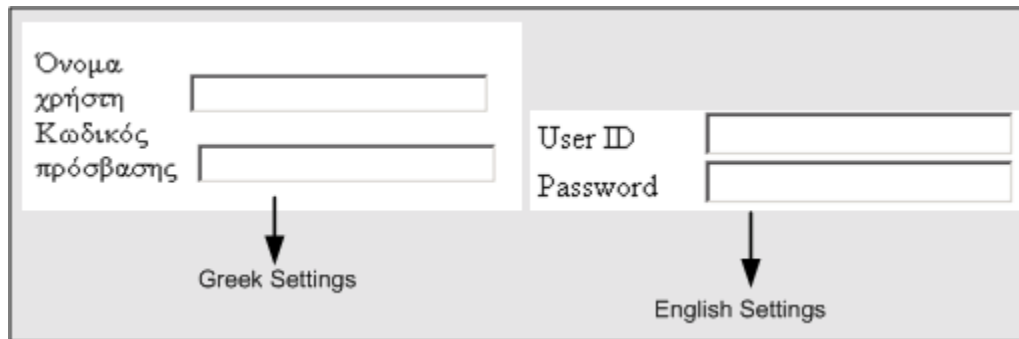 Όνομα
χρήστη
Κωδικός
πρόσβασης
Greek Settings
User ID
Password
English Settings